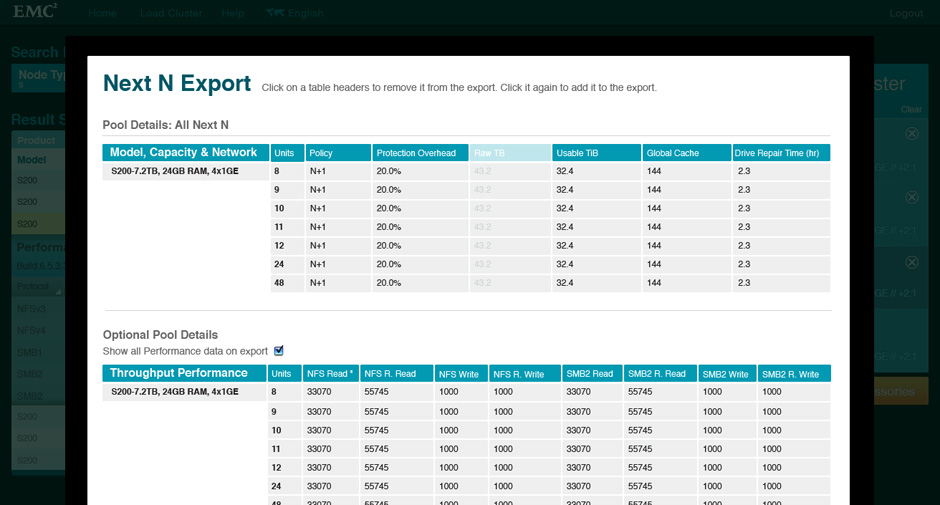 EMC²
Home Load Cluster Help English Logout
Search
Node Typ
S
Result S
Product
Model
S200
S200
S200
Performa
Build 6.5.3.
Protocol
NFSv3
NFSv4
SMB1
SMB2
SMB2
S200
S200
S200
ster
Clear
GE // +2:1
GE // +2:1
GE // +2:1
ssories
Next N Export Click on a table headers to remove it from the export. Click it again to add it to the export.
Pool Details: All Next N
Model, Capacity & Network Units Policy Protection Overhead Raw TB Usable TiB Global Cache Drive Repair Time (hr)
S200-7.2TB, 24GB RAM, 4x1GE 8 N+1 20.0% 43.2 32.4 144 2.3
9 N+1 20.0% 43.2 32.4 144 2.3
10 N+1 20.0% 43.2 32.4 144 2.3
11 N+1 20.0% 43.2 32.4 144 2.3
12 N+1 20.0% 43.2 32.4 144 2.3
24 N+1 20.0% 43.2 32.4 144 2.3
48 N+1 20.0% 43.2 32.4 144 2.3
Optional Pool Details
Show all Performance data on export
Throughput Performance Units NFS Read * NFS R. Read NFS Write NFS R. Write SMB2 Read SMB2 R. Read SMB2 Write SMB2 R. Write
S200-7.2TB, 24GB RAM, 4x1GE 8 33070 55745 1000 1000 33070 55745 1000 1000
9 33070 55745 1000 1000 33070 55745 1000 1000
10 33070 55745 1000 1000 33070 55745 1000 1000
11 33070 55745 1000 1000 33070 55745 1000 1000
12 33070 55745 1000 1000 33070 55745 1000 1000
24 33070 55745 1000 1000 33070 55745 1000 1000
48 33070 55745 1000 1000 33070 55745 1000 1000